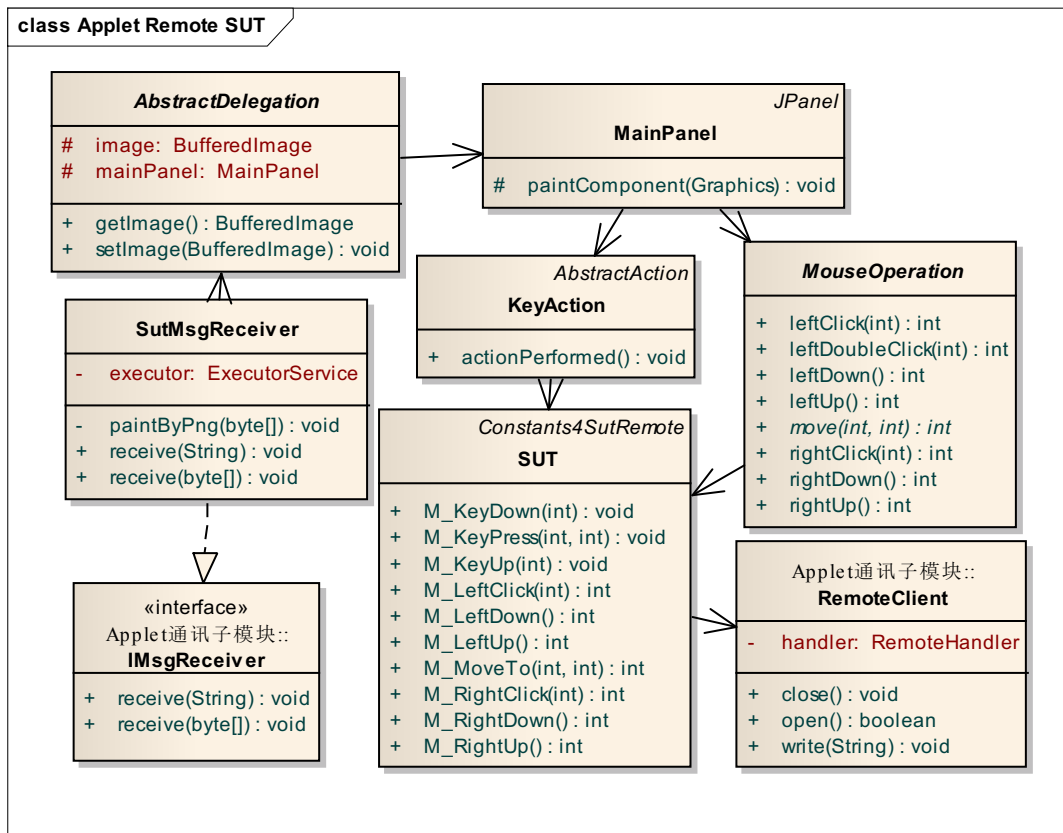 class Applet Remote SUT
AbstractDelegation
# image: BufferedImage
# mainPanel: MainPanel
+ getImage() : BufferedImage
+ setImage(BufferedImage) : void
JPanel
MainPanel
# paintComponent(Graphics) : void
SutMsgReceiver
- executor: ExecutorService
- paintByPng(byte[]) : void
+ receive(String) : void
+ receive(byte[]) : void
AbstractAction
KeyAction
+ actionPerformed() : void
MouseOperation
+ leftClick(int) : int
+ leftDoubleClick(int) : int
+ leftDown() : int
+ leftUp() : int
+ move(int, int) : int
+ rightClick(int) : int
+ rightDown() : int
+ rightUp() : int
Constants4SutRemote
SUT
+ M_KeyDown(int) : void
+ M_KeyPress(int, int) : void
+ M_KeyUp(int) : void
+ M_LeftClick(int) : int
+ M_LeftDown() : int
+ M_LeftUp() : int
+ M_MoveTo(int, int) : int
+ M_RightClick(int) : int
+ M_RightDown() : int
+ M_RightUp() : int
«interface»
Applet通讯子模块::
IMsgReceiver
+ receive(String) : void
+ receive(byte[]) : void
Applet通讯子模块::
RemoteClient
- handler: RemoteHandler
+ close() : void
+ open() : boolean
+ write(String) : void